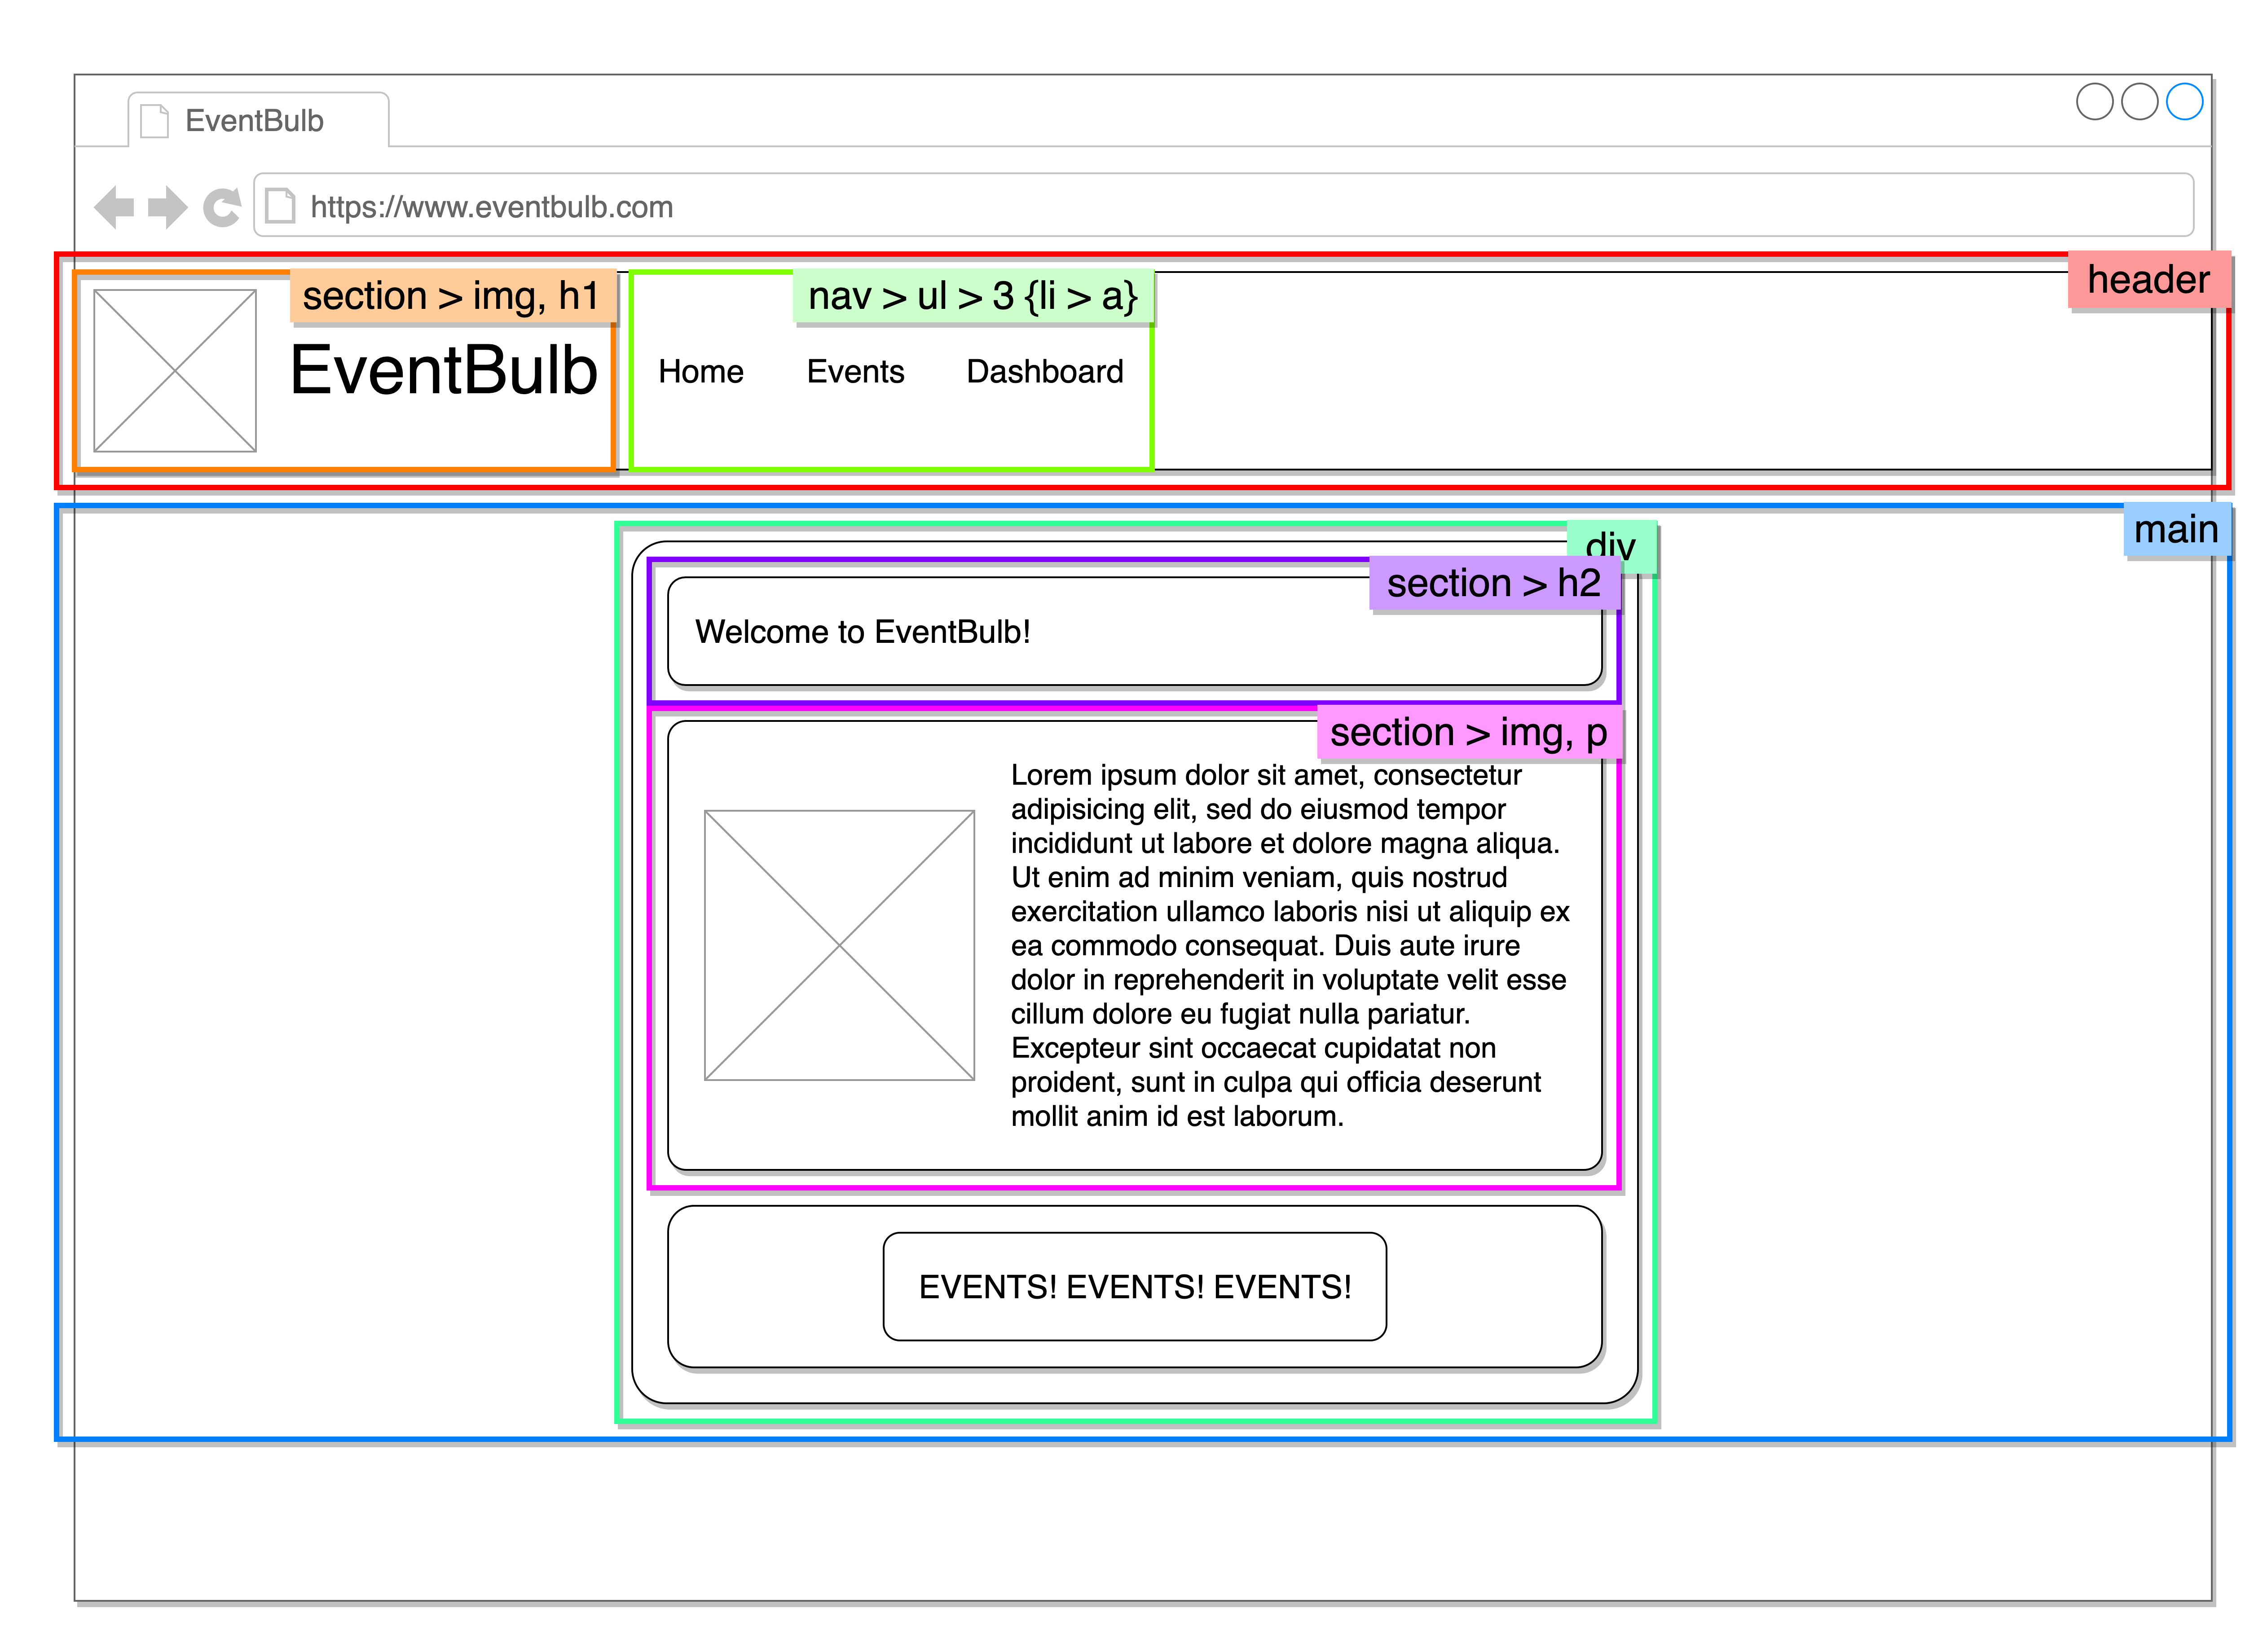 EventBulb
https://www.eventbulb.com
header
section > img, h1
nav > ul > 3 {li > a}
EventBulb
Home
Events
Dashboard
main
div
section > h2
Welcome to EventBulb!
section > img, p
Lorem ipsum dolor sit amet, consectetur
adipisicing elit, sed do eiusmod tempor
incididunt ut labore et dolore magna aliqua.
Ut enim ad minim veniam, quis nostrud
exercitation ullamco laboris nisi ut aliquip ex
ea commodo consequat. Duis aute irure
dolor in reprehenderit in voluptate velit esse
cillum dolore eu fugiat nulla pariatur.
Excepteur sint occaecat cupidatat non
proident, sunt in culpa qui officia deserunt
mollit anim id est laborum.
EVENTS! EVENTS! EVENTS!